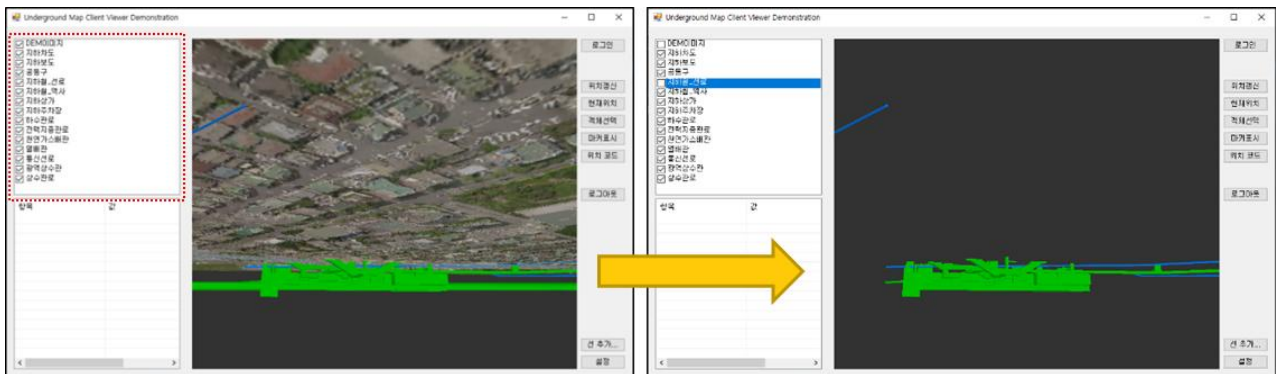 Underground Map Client Viewer Demonstration
DEMO이미지
지하차도
지하보도
공동구
지하철_선로
지하철_역사
지하상가
지하주차장
하수관로
전력지중관로
천연가스배관
열배관
통신선로
광역상수관
상수관로
항목 값
로그인
위치갱신
현재위치
객체선택
마커표시
위치 코드
로그아웃
선 추가...
설정
Underground Map Client Viewer Demonstration
DEMO이미지
지하차도
지하보도
공동구
지하철_선로
지하철_역사
지하상가
지하주차장
하수관로
전력지중관로
천연가스배관
열배관
통신선로
광역상수관
상수관로
항목 값
로그인
위치갱신
현재위치
객체선택
마커표시
위치 코드
로그아웃
선 추가...
설정